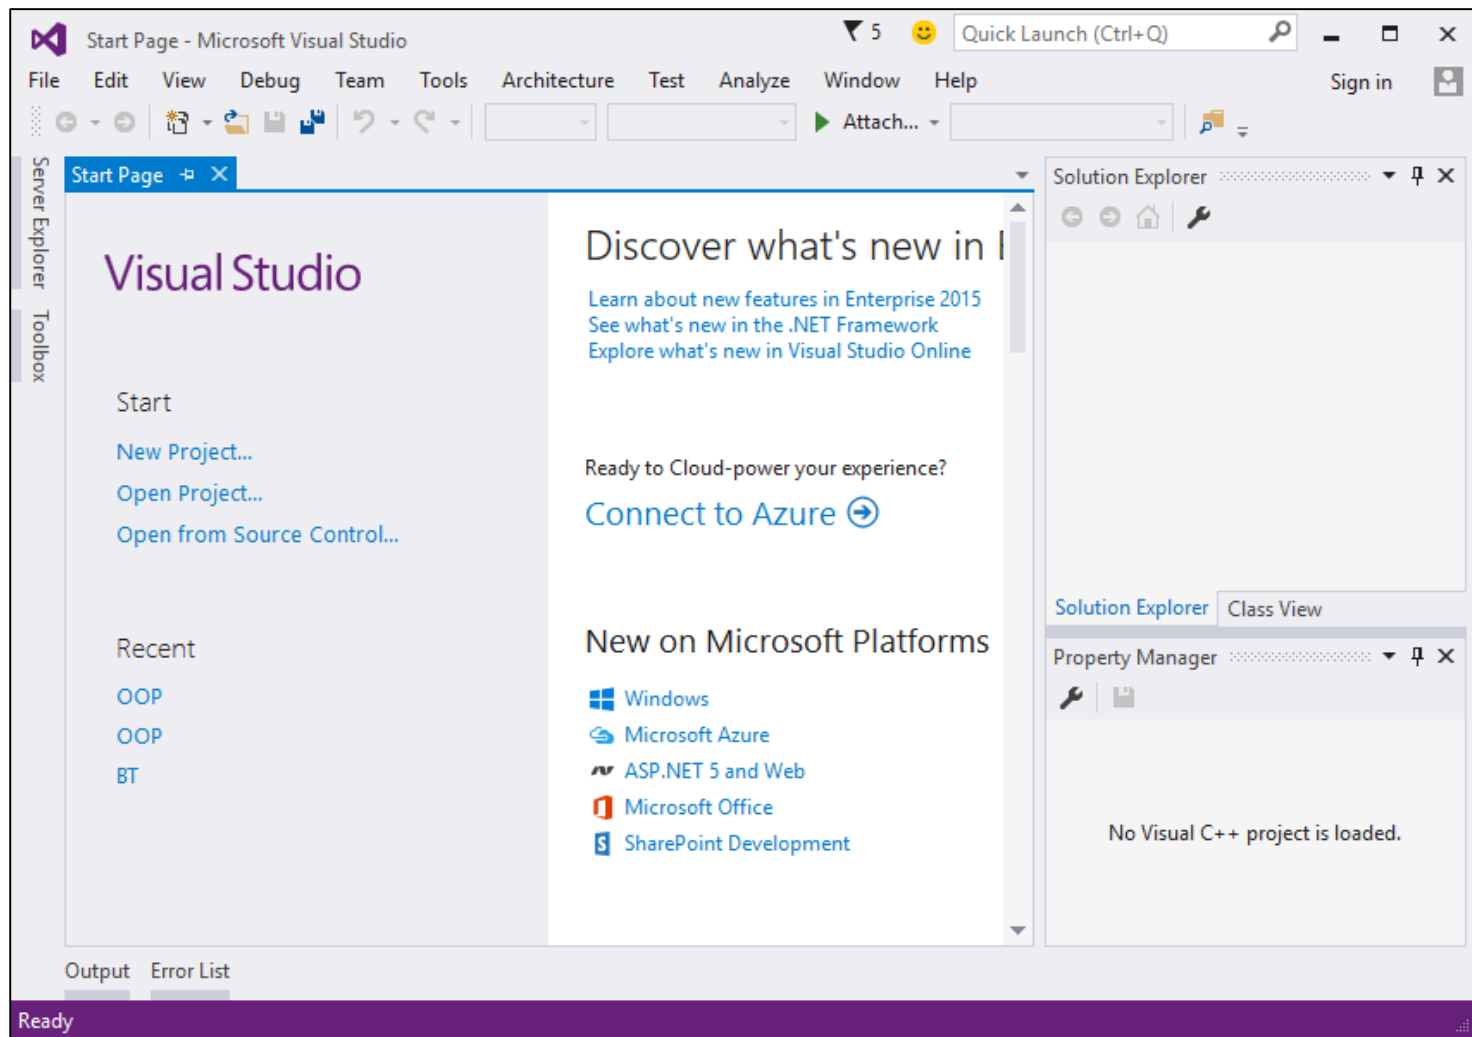 Start Page - Microsoft Visual Studio
5
Quick Launch (Ctrl+Q)
File Edit View Debug Team Tools Architecture Test Analyze Window Help
Sign in
Attach...
Server Explorer
Toolbox
Start Page
Visual Studio
Start
New Project...
Open Project...
Open from Source Control...
Recent
OOP
OOP
BT
Discover what's new in
Learn about new features in Enterprise 2015
See what's new in the .NET Framework
Explore what's new in Visual Studio Online
Ready to Cloud-power your experience?
Connect to Azure
New on Microsoft Platforms
Windows
Microsoft Azure
ASP.NET 5 and Web
Microsoft Office
SharePoint Development
Solution Explorer
Solution Explorer Class View
Property Manager
No Visual C++ project is loaded.
Output Error List
Ready